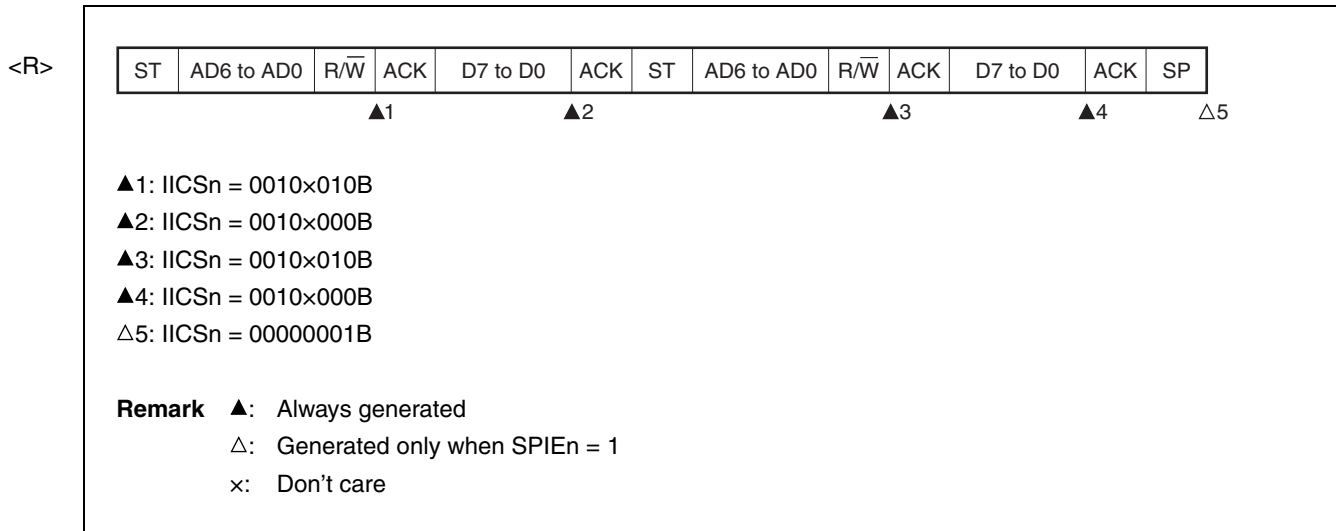 <R>
ST AD6 to AD0 R/W̅ ACK D7 to D0 ACK ST AD6 to AD0 R/W̅ ACK D7 to D0 ACK SP
▲1 ▲2 ▲3 ▲4 △5
▲1: IICSn = 0010×010B
▲2: IICSn = 0010×000B
▲3: IICSn = 0010×010B
▲4: IICSn = 0010×000B
△5: IICSn = 00000001B
Remark ▲: Always generated
△: Generated only when SPIEn = 1
×: Don't care